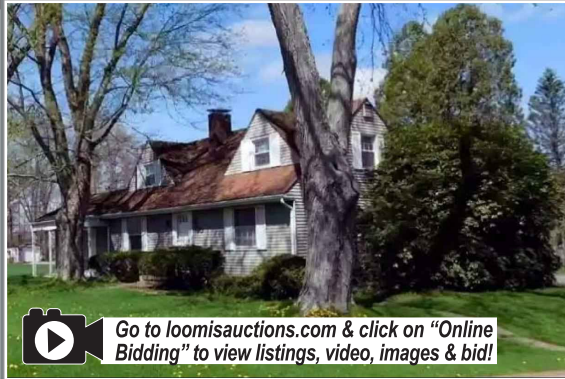 Go to loomisauctions.com & click on “Online
Bidding” to view listings, video, images & bid!